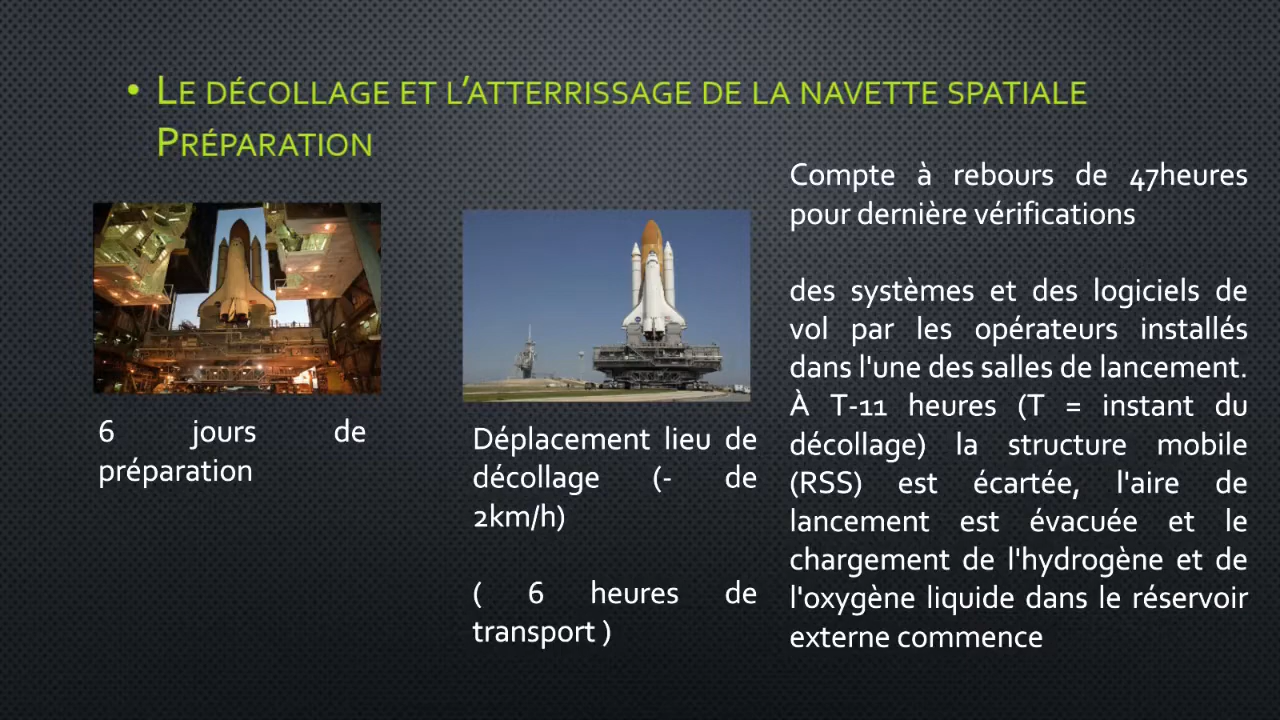 • LE DÉCOLLAGE ET L’ATTERRISSAGE DE LA NAVETTE SPATIALE
PRÉPARATION
6 jours de
préparation
Déplacement lieu de
décollage (- de
2km/h)
( 6 heures de
transport )
Compte à rebours de 47heures
pour dernière vérifications
des systèmes et des logiciels de
vol par les opérateurs installés
dans l'une des salles de lancement.
À T-11 heures (T = instant du
décollage) la structure mobile
(RSS) est écartée, l'aire de
lancement est évacuée et le
chargement de l'hydrogène et de
l'oxygène liquide dans le réservoir
externe commence